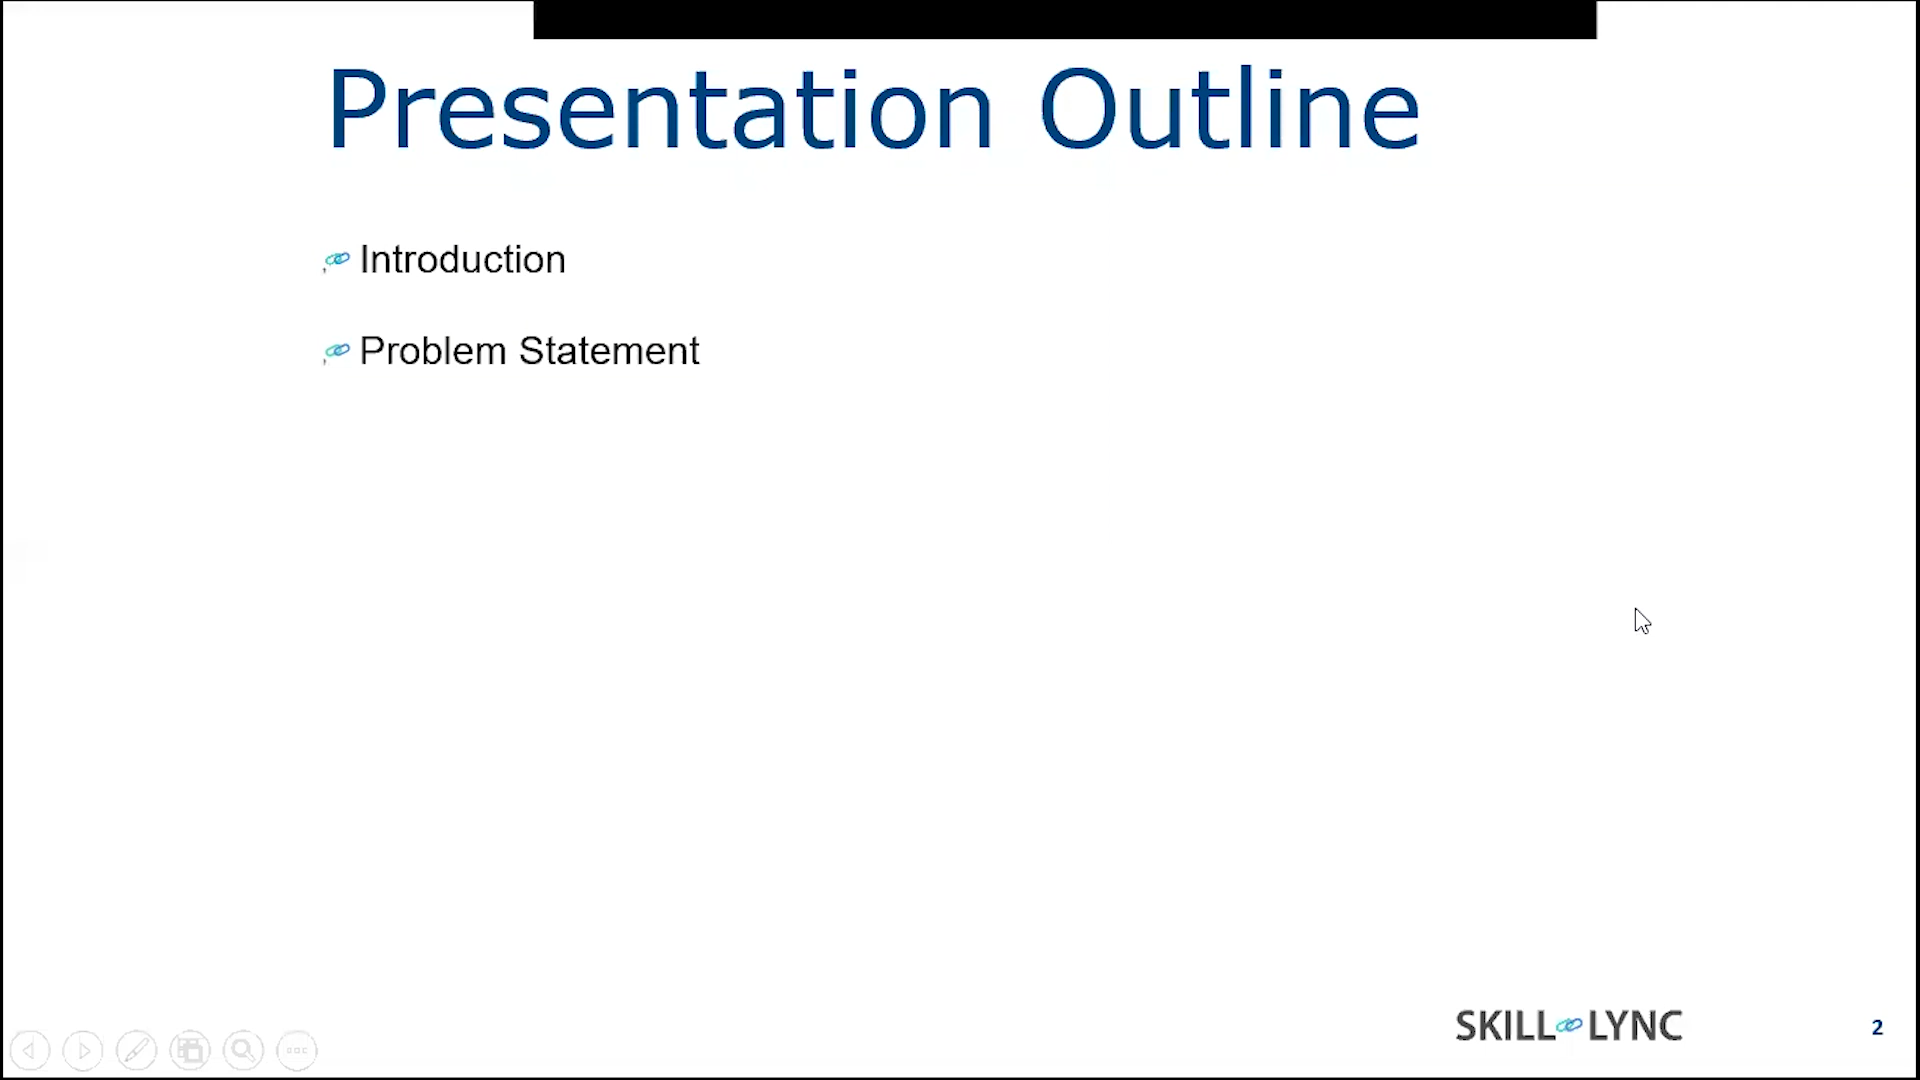 Presentation Outline
Introduction
Problem Statement
SKILL LYNC
2